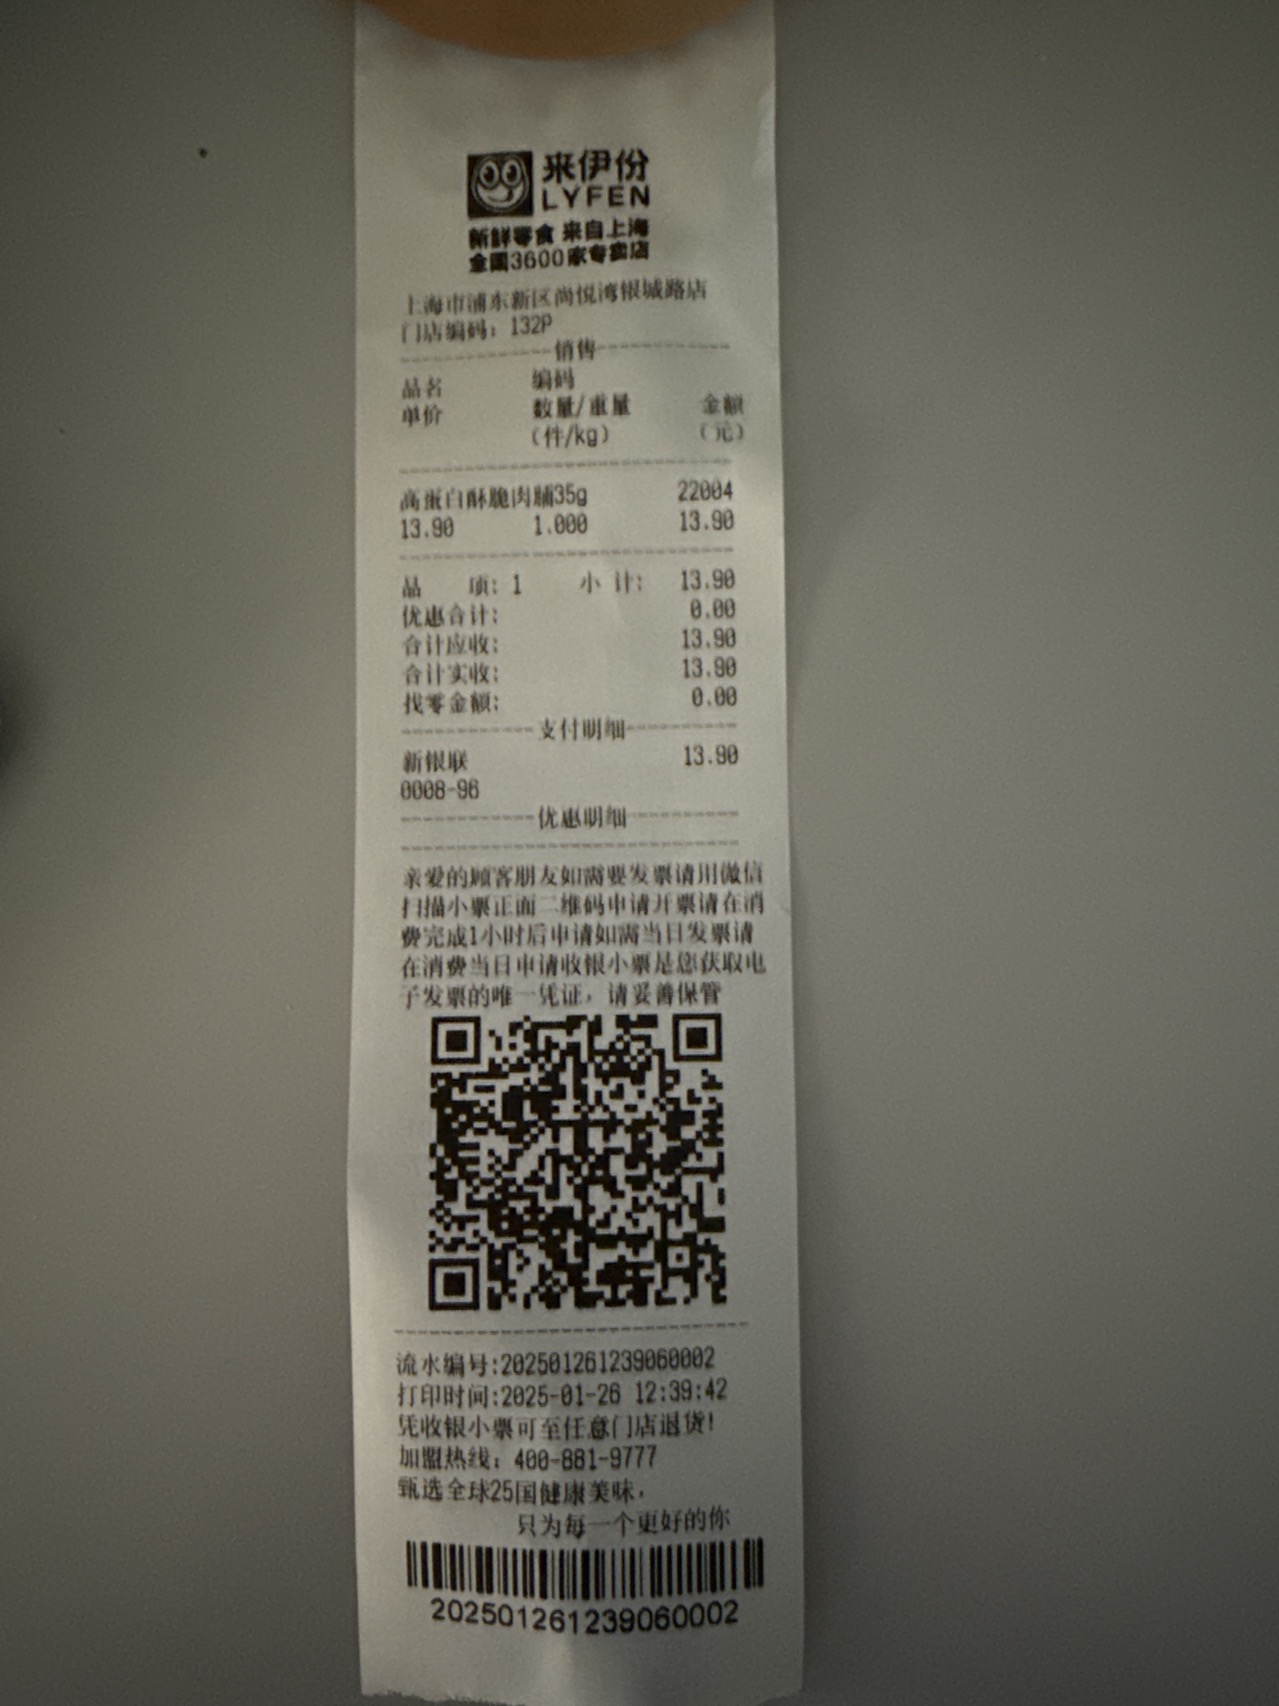 来伊份
LYFEN
新鲜零食 来自上海
全国3600家专卖店
上海市浦东新区尚悦湾银城路店
门店编码：132P
销售
品名 编码
单价 数量/重量 金额
(件/kg) (元)
高蛋白酥脆肉脯35g 22004
13.90 1.000 13.90
品 项: 1 小 计: 13.90
优惠合计: 0.00
合计应收: 13.90
合计实收: 13.90
找零金额: 0.00
支付明细
新银联 13.90
0008-96
优惠明细
亲爱的顾客朋友如需要发票请用微信
扫描小票正面二维码申请开票请在消
费完成1小时后申请如需当日发票请
在消费当日申请收银小票是您获取电
子发票的唯一凭证，请妥善保管
流水编号:202501261239060002
打印时间:2025-01-26 12:39:42
凭收银小票可至任意门店退货!
加盟热线：400-881-9777
甄选全球25国健康美味，
只为每一个更好的你
202501261239060002